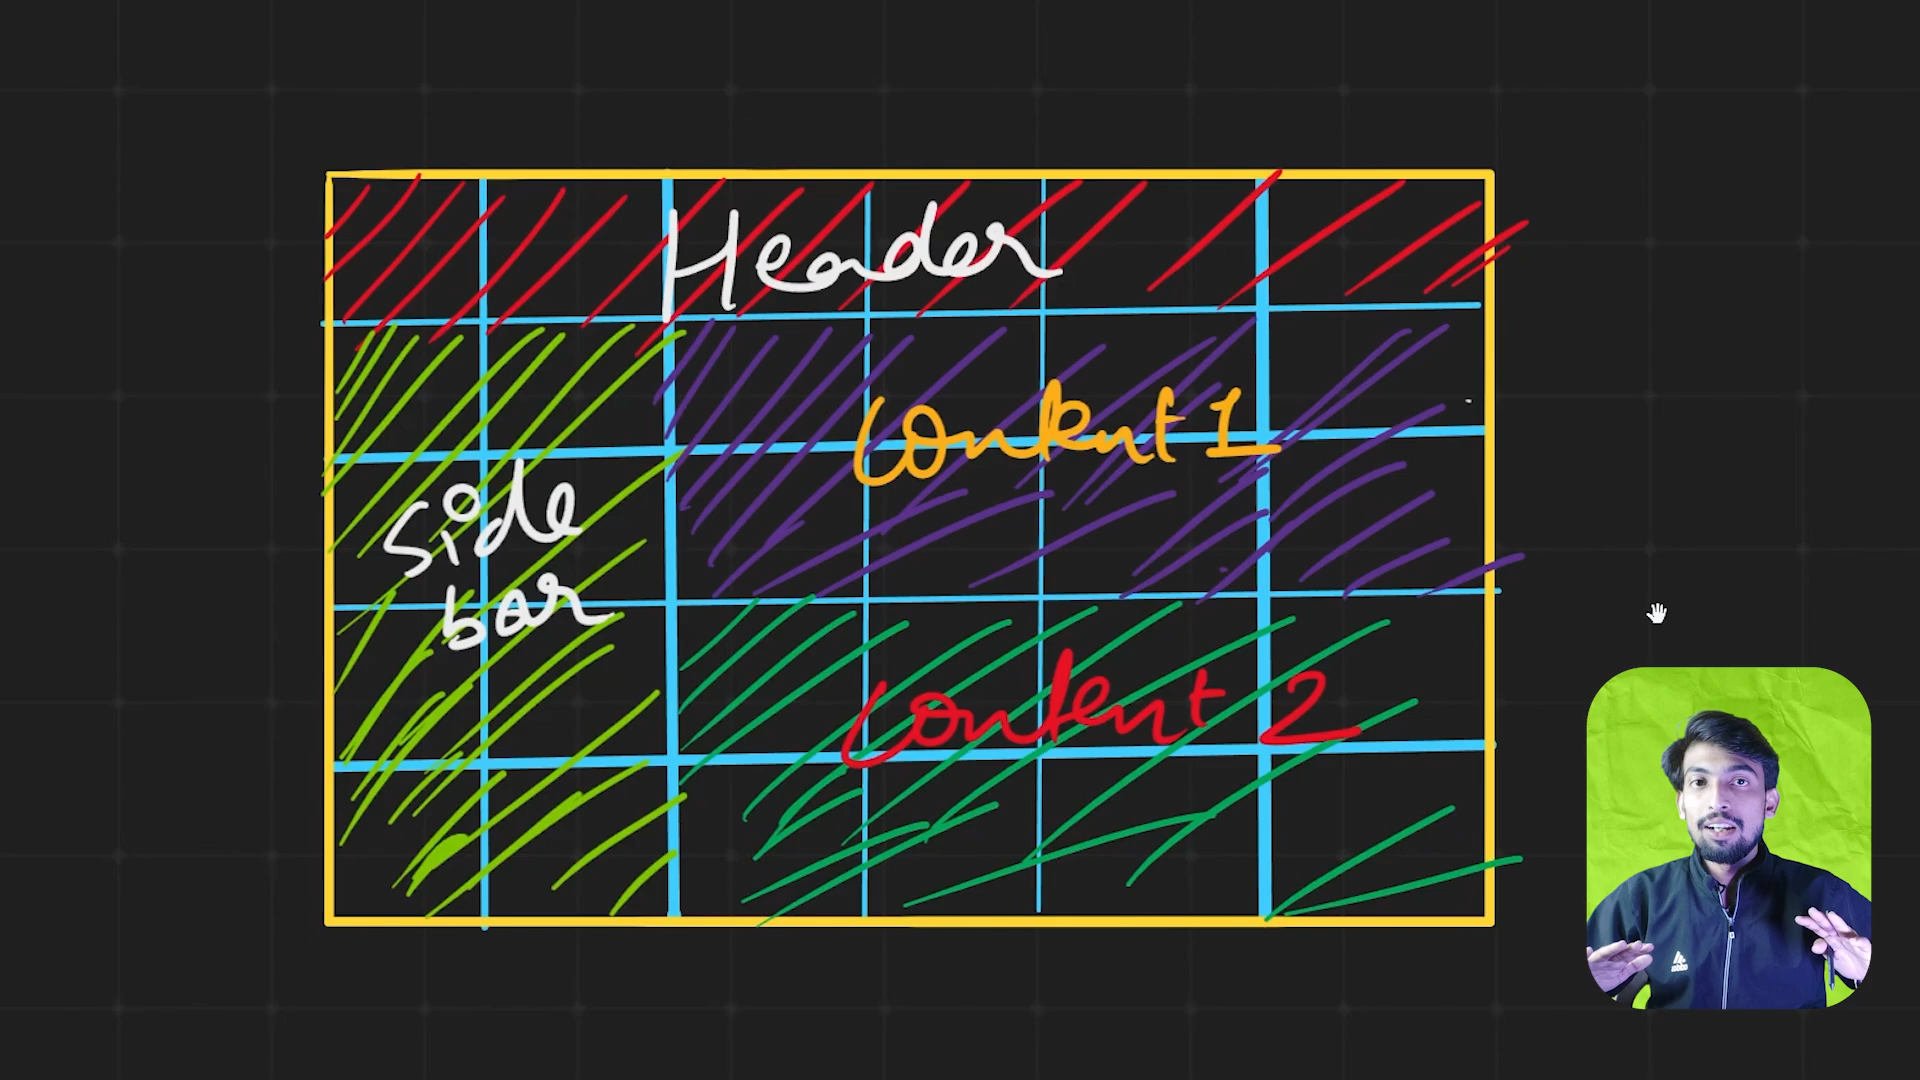 Header
Content 1
Side
bar
Content 2